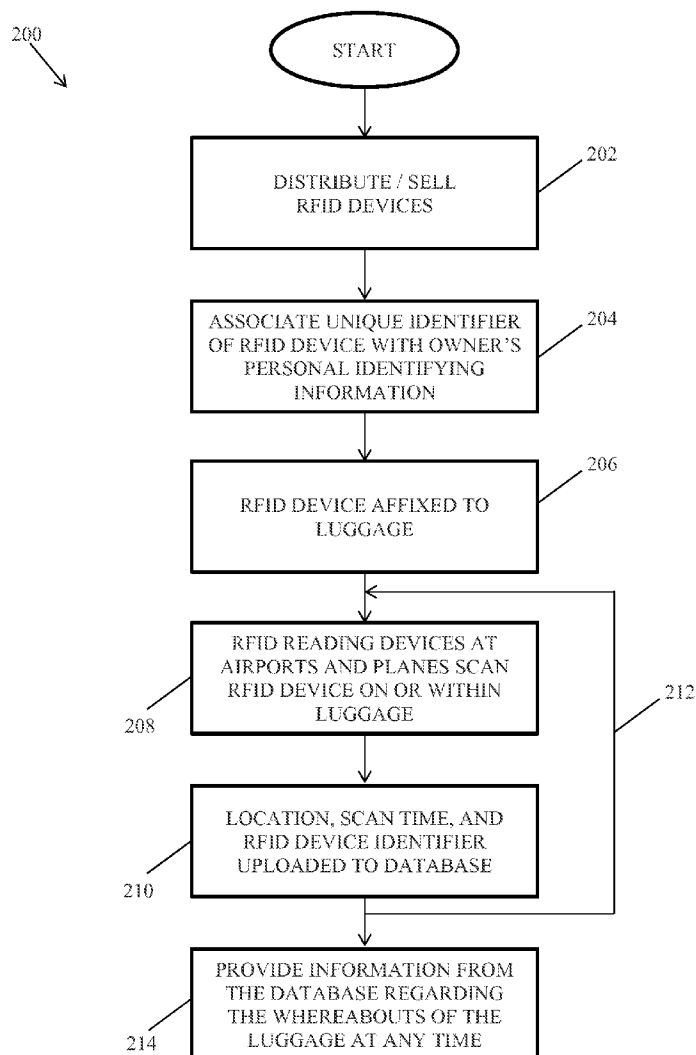 200
START
202
DISTRIBUTE / SELL
RFID DEVICES
204
ASSOCIATE UNIQUE IDENTIFIER
OF RFID DEVICE WITH OWNER'S
PERSONAL IDENTIFYING
INFORMATION
206
RFID DEVICE AFFIXED TO
LUGGAGE
RFID READING DEVICES AT
AIRPORTS AND PLANES SCAN
RFID DEVICE ON OR WITHIN
LUGGAGE
208
212
LOCATION, SCAN TIME, AND
RFID DEVICE IDENTIFIER
UPLOADED TO DATABASE
210
PROVIDE INFORMATION FROM
THE DATABASE REGARDING
THE WHEREABOUTS OF THE
LUGGAGE AT ANY TIME
214